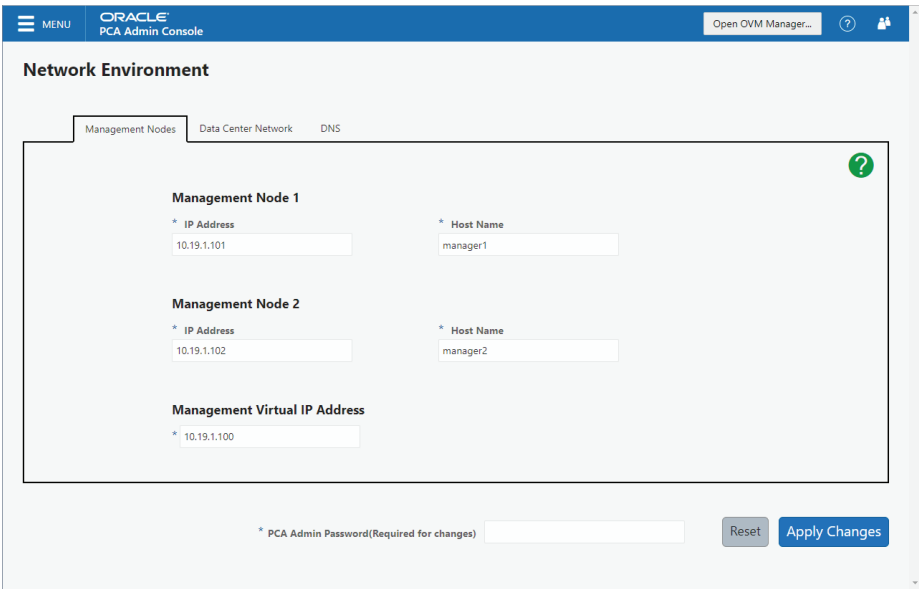 MENU
ORACLE
PCA Admin Console
Open OVM Manager...
?
Network Environment
Management Nodes
Data Center Network
DNS
?
Management Node 1
* IP Address
* Host Name
10.19.1.101
manager1
Management Node 2
* IP Address
* Host Name
10.19.1.102
manager2
Management Virtual IP Address
* 10.19.1.100
* PCA Admin Password(Required for changes)
Reset
Apply Changes